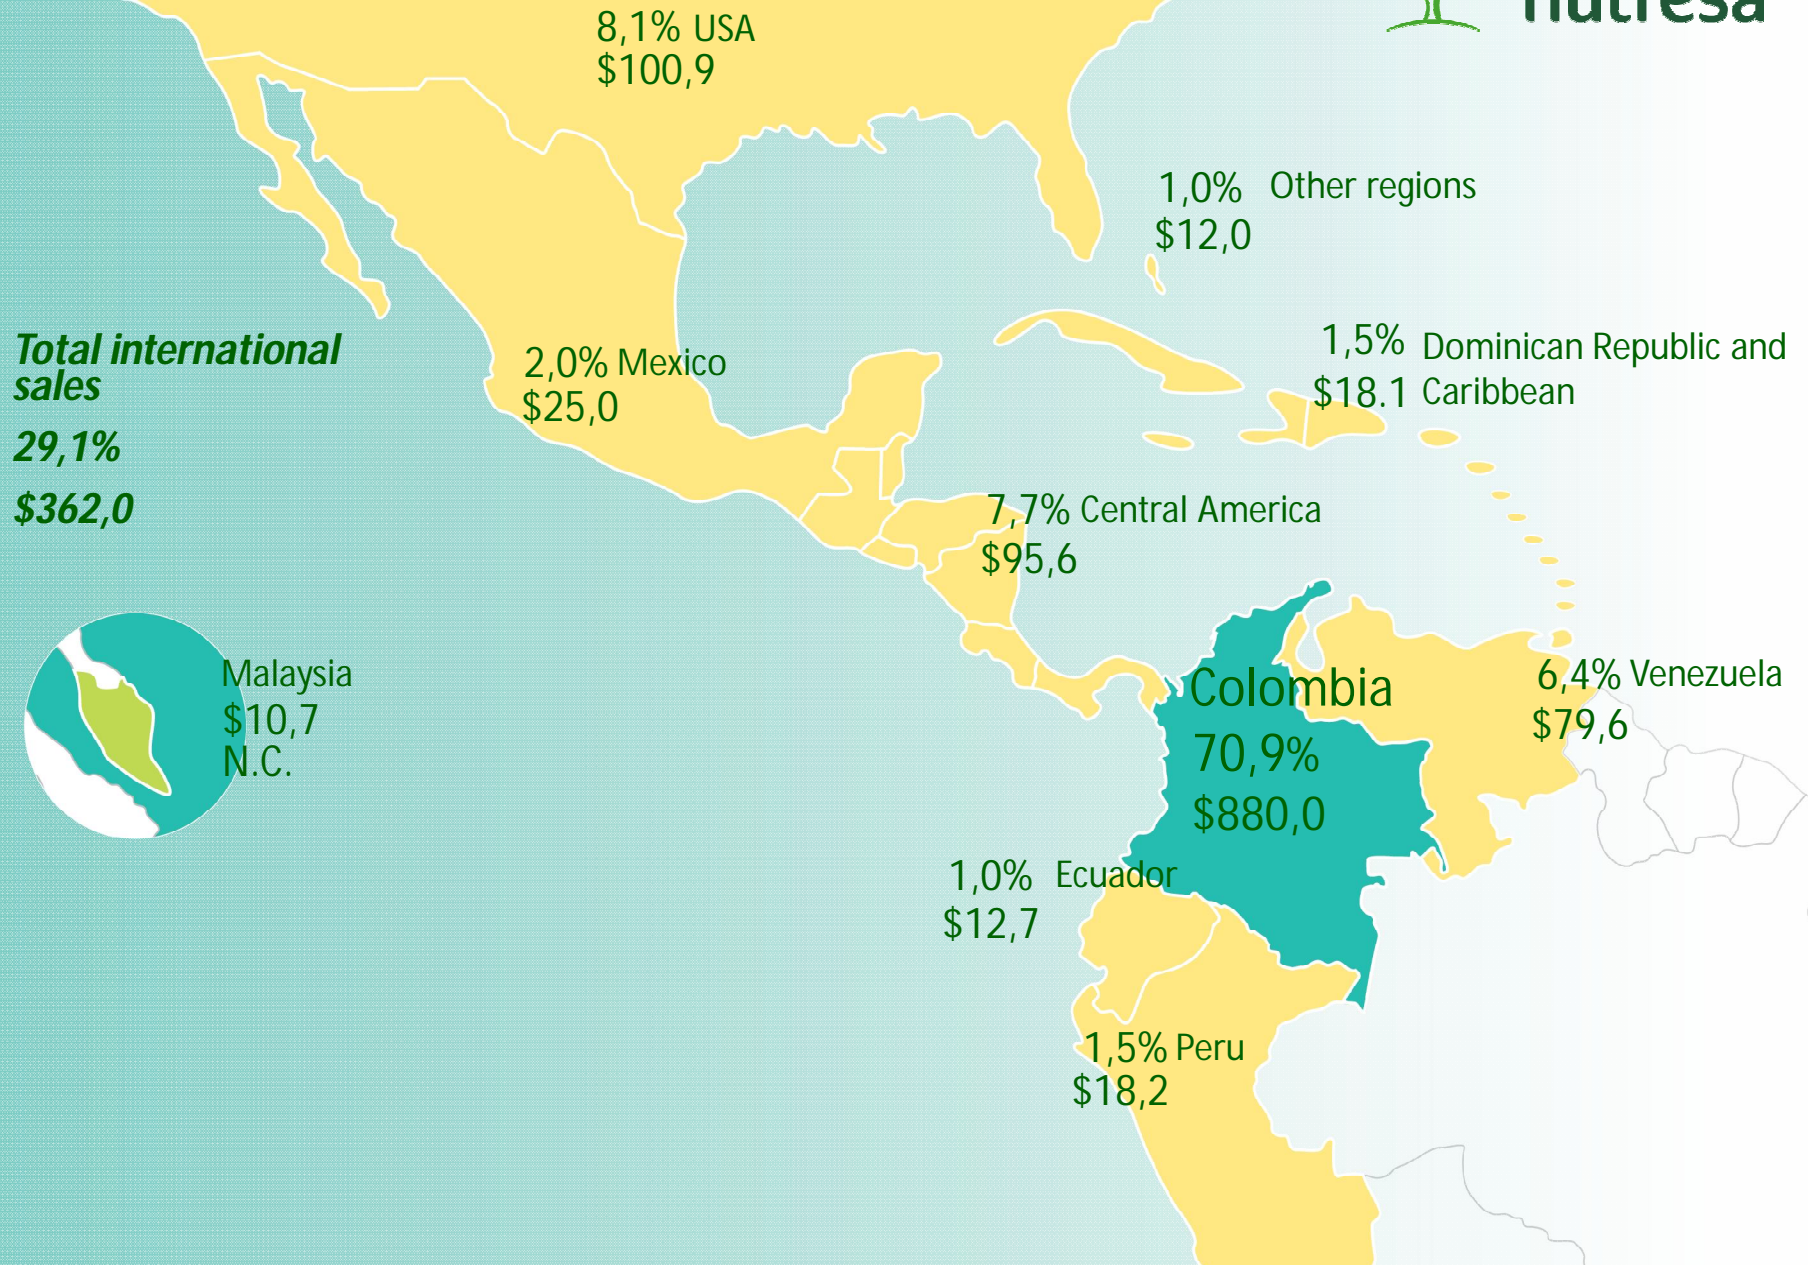 nutresa
8,1% USA
$100,9
1,0% Other regions
$12,0
Total international
sales
29,1%
$362,0
2,0% Mexico
$25,0
1,5% Dominican Republic and
$18.1 Caribbean
7,7% Central America
$95,6
Malaysia
$10,7
N.C.
Colombia
70,9%
$880,0
6,4% Venezuela
$79,6
1,0% Ecuador
$12,7
1,5% Peru
$18,2